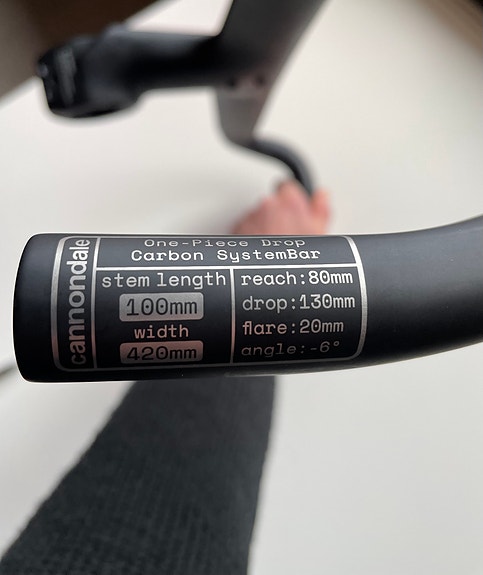 cannondale
One-Piece Drop
Carbon SystemBar
stem length
100mm
width
420mm
reach:80mm
drop:130mm
flare:20mm
angle:-6°